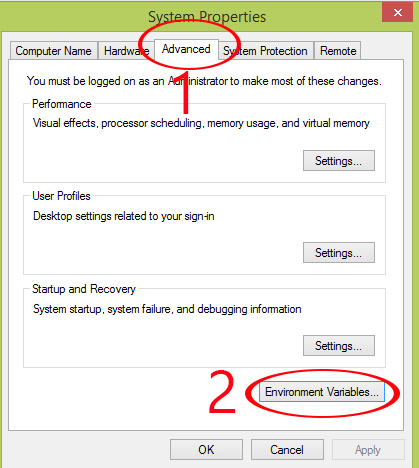 System Properties
Computer Name Hardware Advanced System Protection Remote
1
You must be logged on as an Administrator to make most of these changes.
Performance
Visual effects, processor scheduling, memory usage, and virtual memory
Settings...
User Profiles
Desktop settings related to your sign-in
Settings...
Startup and Recovery
System startup, system failure, and debugging information
Settings...
2 Environment Variables...
OK Cancel Apply